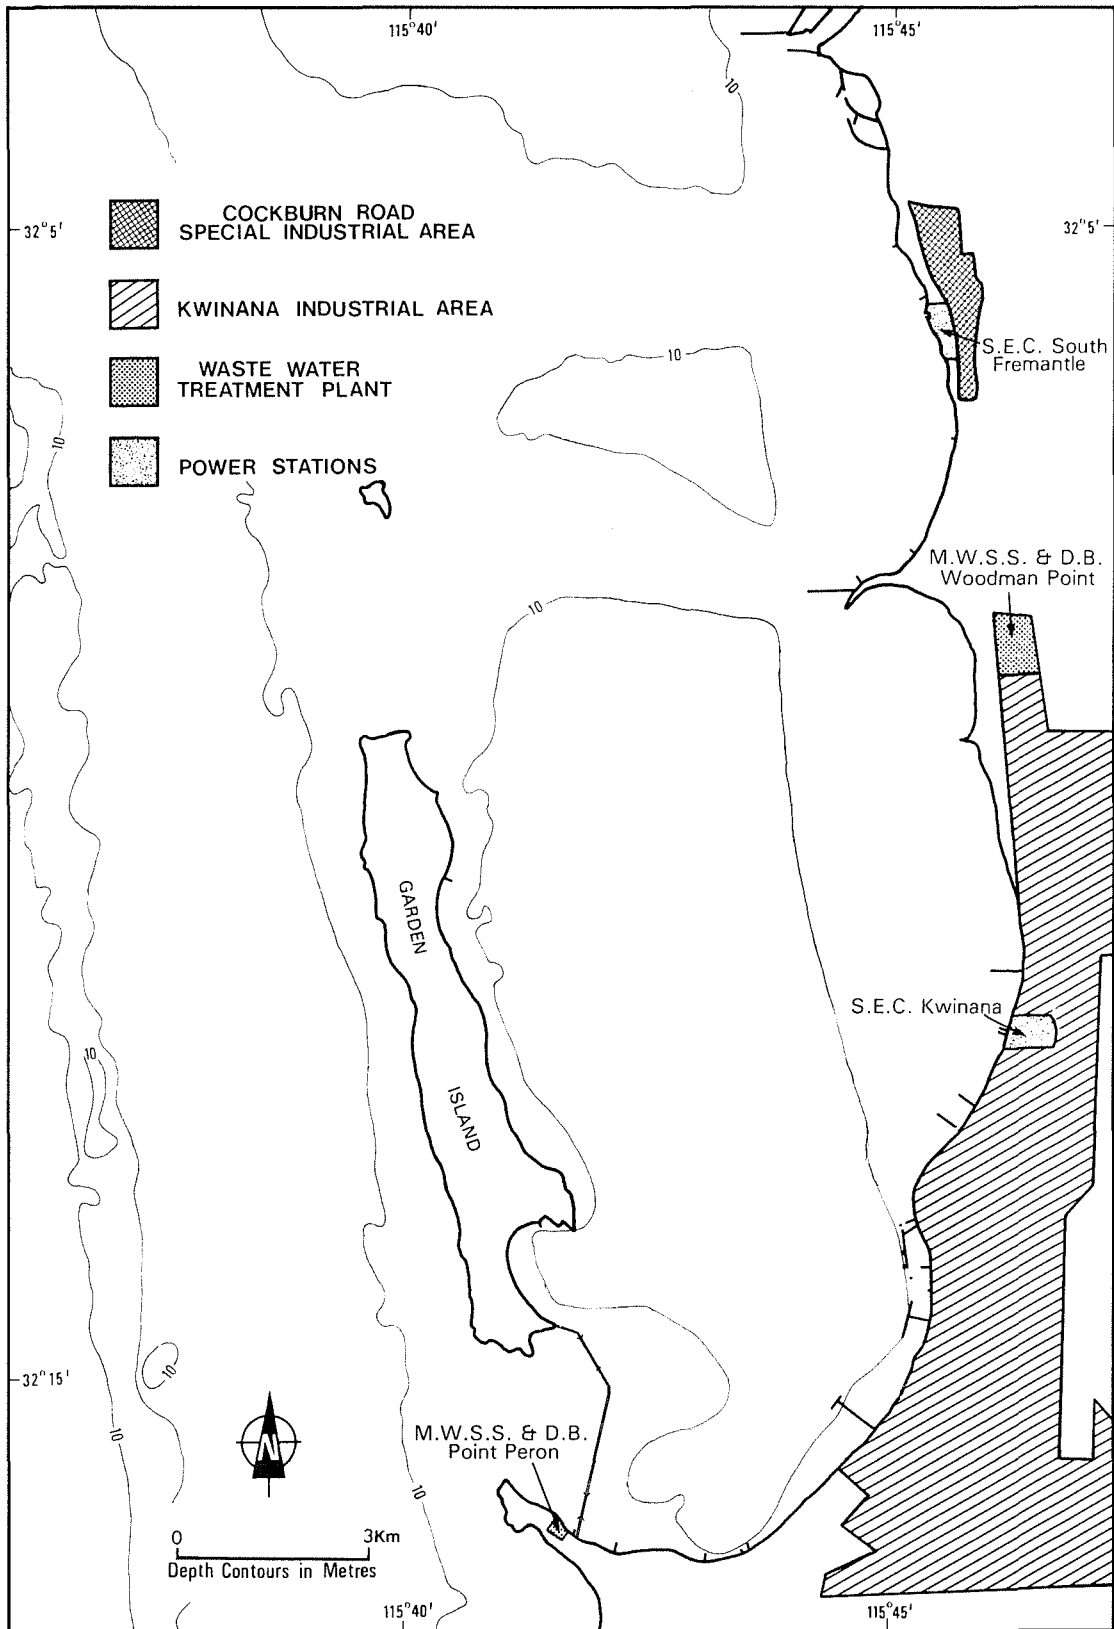 115°40'
115°45'
10
32°5'
32°5'
COCKBURN ROAD
SPECIAL INDUSTRIAL AREA
KWINANA INDUSTRIAL AREA
S.E.C. South
Fremantle
10
WASTE WATER
TREATMENT PLANT
10
POWER STATIONS
M.W.S.S. & D.B.
Woodman Point
10
GARDEN
ISLAND
S.E.C. Kwinana
10
10
32°15'
N
M.W.S.S. & D.B.
Point Peron
10
10
0 3Km
Depth Contours in Metres
115°40'
115°45'